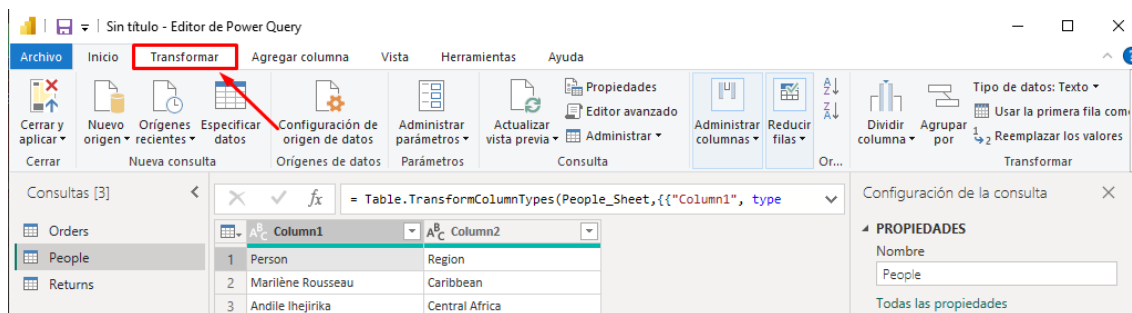 Sin título - Editor de Power Query
Archivo Inicio Transformar Agregar columna Vista Herramientas Ayuda
Cerrar y aplicar
Nuevo origen
Orígenes recientes
Especificar datos
Configuración de origen de datos
Administrar parámetros
Actualizar vista previa
Propiedades
Editor avanzado
Administrar
Administrar columnas
Reducir filas
Dividir columna
Agrupar por
Tipo de datos: Texto
Usar la primera fila com
Reemplazar los valores
Cerrar Nueva consulta Orígenes de datos Parámetros Consulta Or... Transformar
Consultas [3]
Orders
People
Returns
fx = Table.TransformColumnTypes(People_Sheet,{{"Column1", type
Column1 Column2
1 Person Region
2 Marilène Rousseau Caribbean
3 Andile Ihejirika Central Africa
Configuración de la consulta
PROPIEDADES
Nombre
People
Todas las propiedades